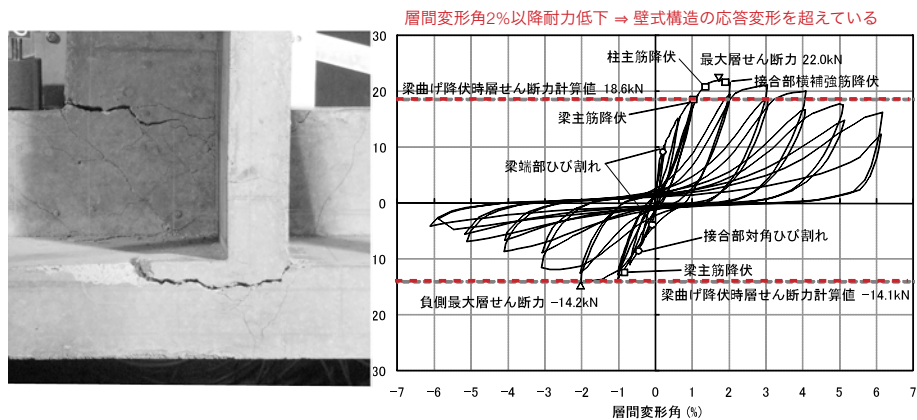 層間変形角2%以降耐力低下 ⇒ 壁式構造の応答変形を超えている
30
20
10
0
10
20
30
柱主筋降伏
最大層せん断力 22.0kN
接合部横補強筋降伏
梁曲げ降伏時層せん断力計算値 18.6kN
梁主筋降伏
梁端部ひび割れ
接合部対角ひび割れ
梁主筋降伏
負側最大層せん断力 −14.2kN
梁曲げ降伏時層せん断力計算値 −14.1kN
−7 −6 −5 −4 −3 −2 −1 0 1 2 3 4 5 6 7
層間変形角 (%)